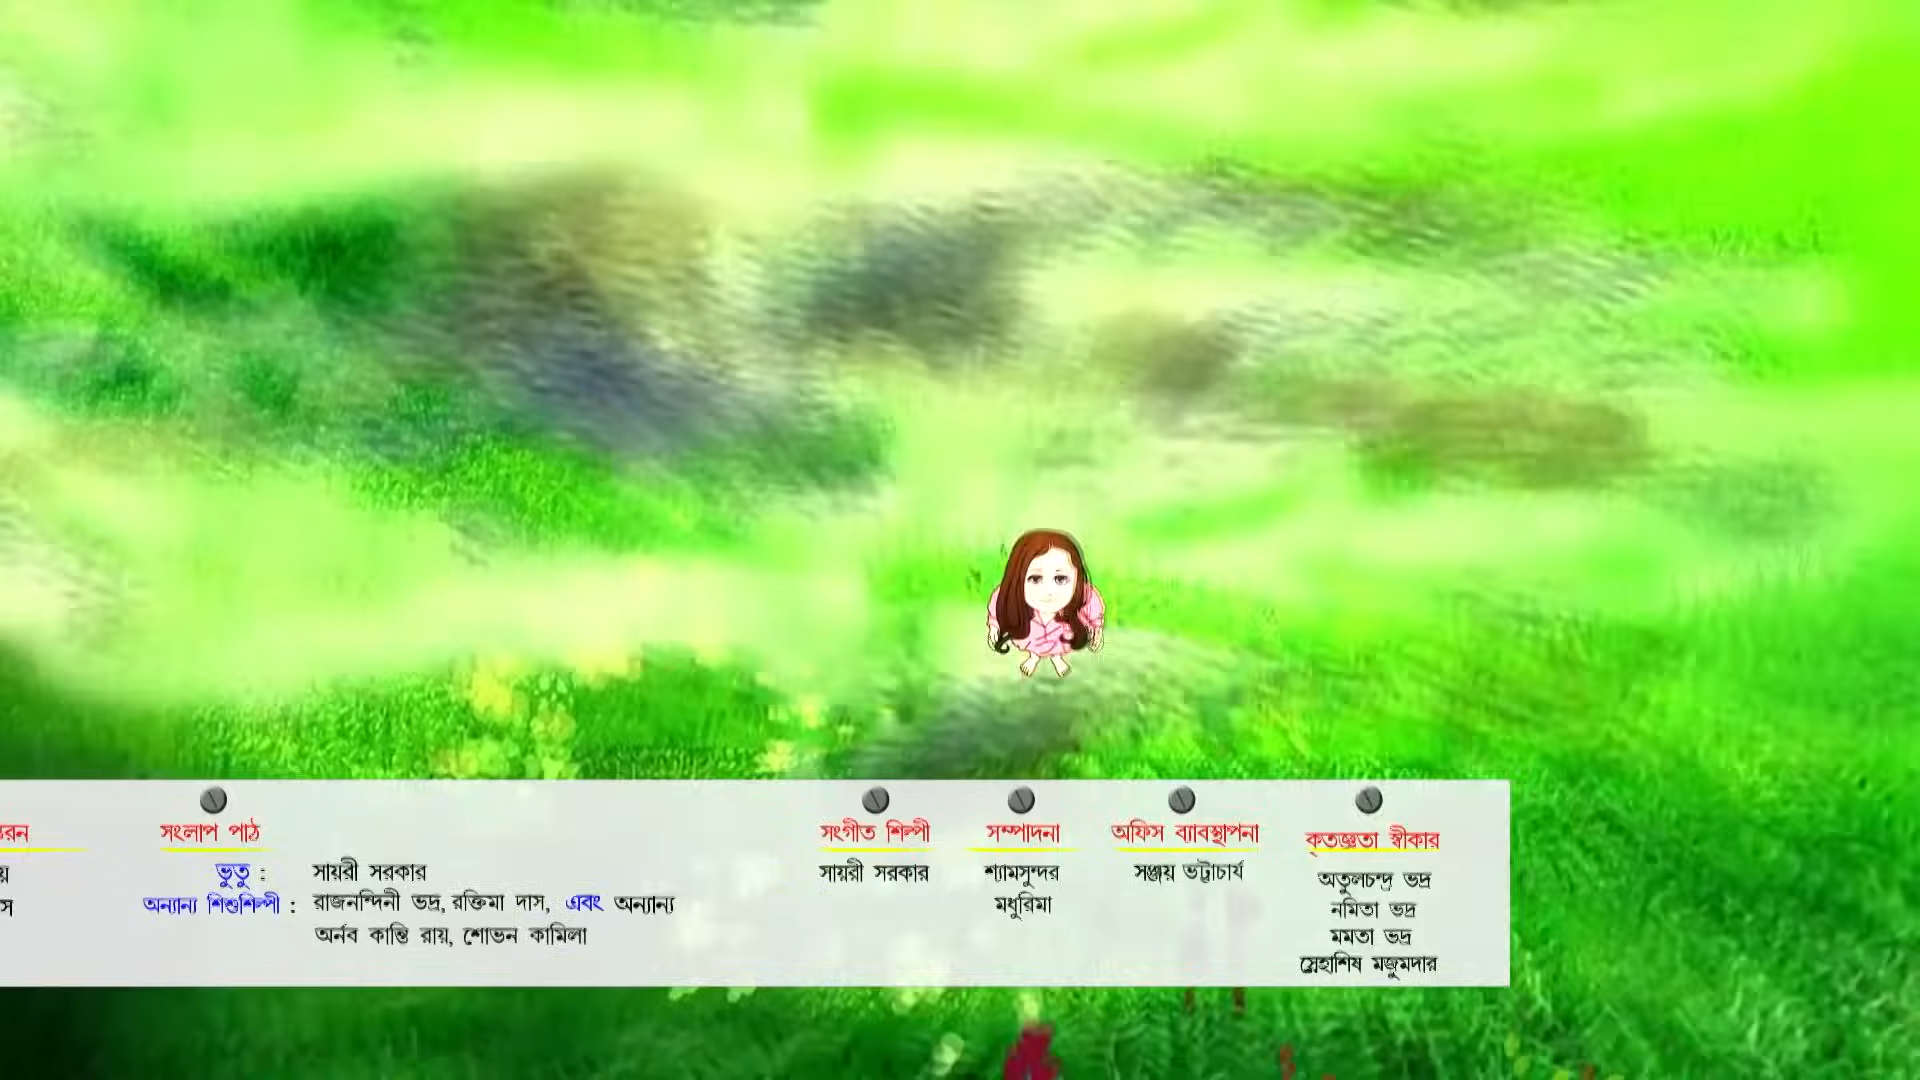 সংলাপ পাঠ
ভুতু : সায়রী সরকার
অন্যান্য শিশুশিল্পী : রাজনন্দিনী ভদ্র, রক্তিমা দাস, এবং অন্যান্য
অর্নব কান্তি রায়, শোভন কামিলা
সংগীত শিল্পী
সায়রী সরকার
সম্পাদনা
শ্যামসুন্দর
মধুরিমা
অফিস ব্যাবস্থাপনা
সঞ্জয় ভট্টাচার্য
কৃতজ্ঞতা স্বীকার
অতুলচন্দ্র ভদ্র
নমিতা ভদ্র
মমতা ভদ্র
স্নেহাশিষ মজুমদার